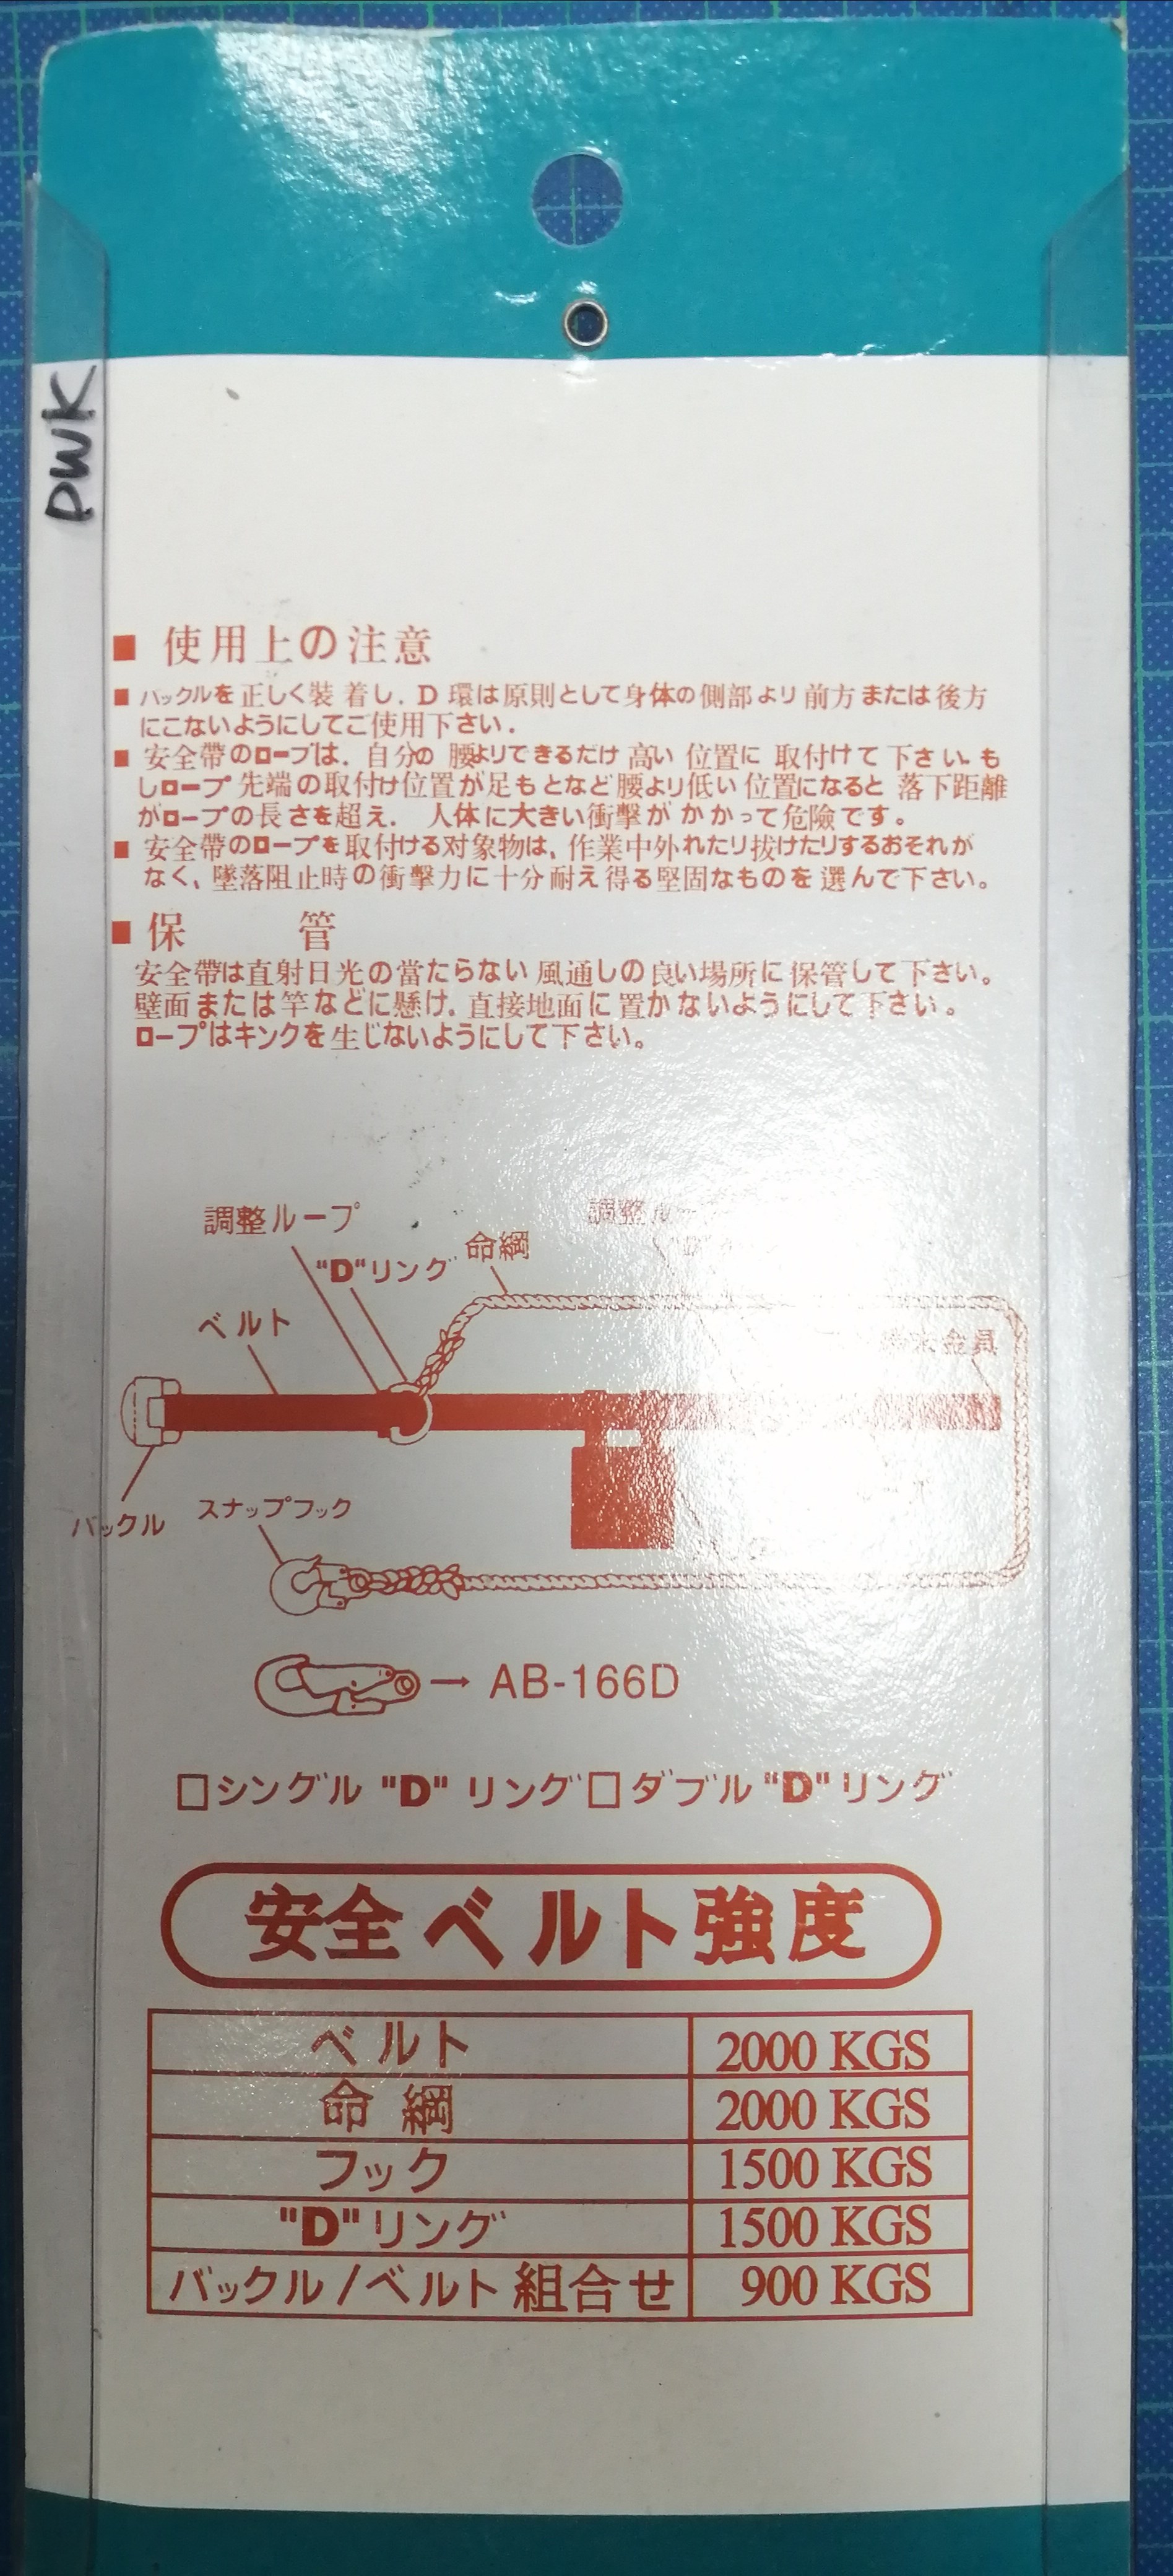 PWK
■ 使用上の注意
■ バックルを正しく裝着し. D 環は原則として身体の側部より前方または後方
にこないようにしてご使用下さい.
■ 安全帶のロープは. 自分の腰よりできるだけ高い位置に取付けて下さい. も
しロープ先端の取付け位置が足もとなど腰より低い位置になると落下距離
がロープの長さを超え. 人体に大きい衝擊がかかって危險です。
■ 安全帶のロープを取付ける対象物は、作業中外れたり抜けたりするおそれが
なく、墜落阻止時の衝擊力に十分耐え得る堅固なものを選んで下さい。
■ 保 管
安全帶は直射日光の當たらない風通しの良い場所に保管して下さい。
壁面または竿などに懸け. 直接地面に置かないようにして下さい。
ロープはキンクを生じないようにして下さい。
調整ループ
調整ル
"D"リング
命綱
ベルト
金具
バックル
スナップフック
→ AB-166D
□シングル "D" リング □ダブル "D" リング
安全ベルト強度
ベルト 2000 KGS
命綱 2000 KGS
フック 1500 KGS
"D"リング 1500 KGS
バックル/ベルト組合せ 900 KGS